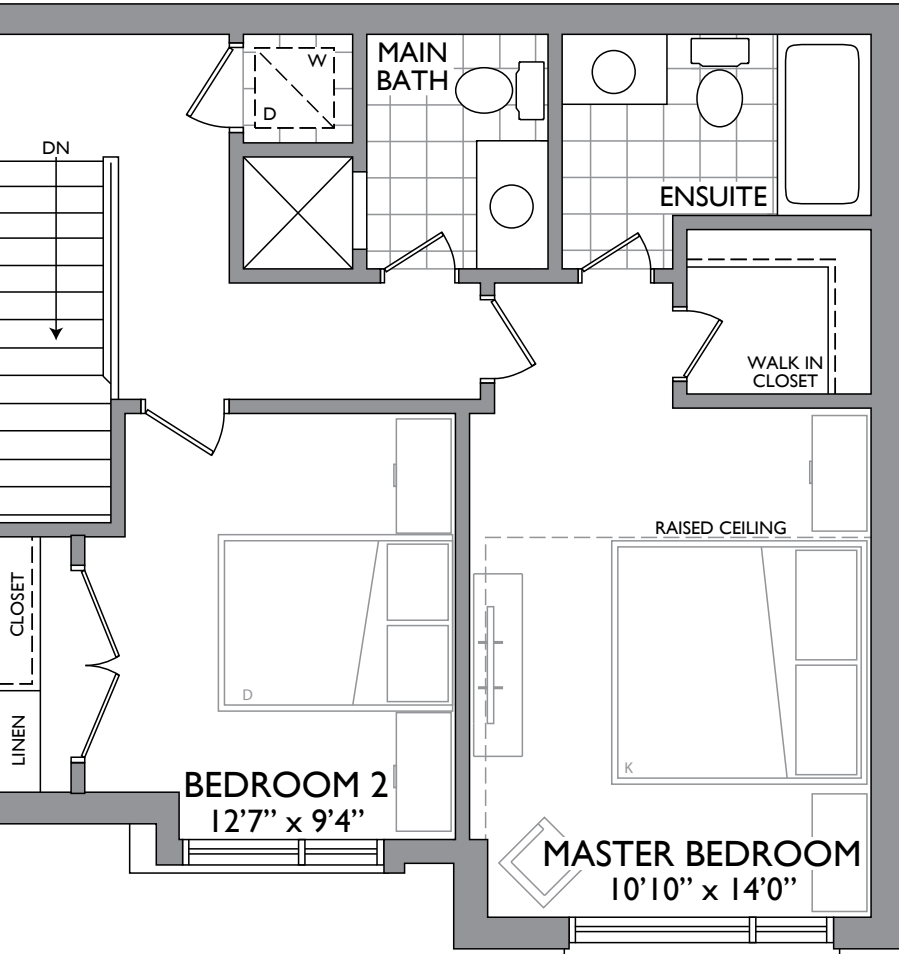 W
D
MAIN
BATH
DN
ENSUITE
WALK IN
CLOSET
RAISED CEILING
CLOSET
LINEN
D
K
BEDROOM 2
12’7” x 9’4”
MASTER BEDROOM
10’10” x 14’0”